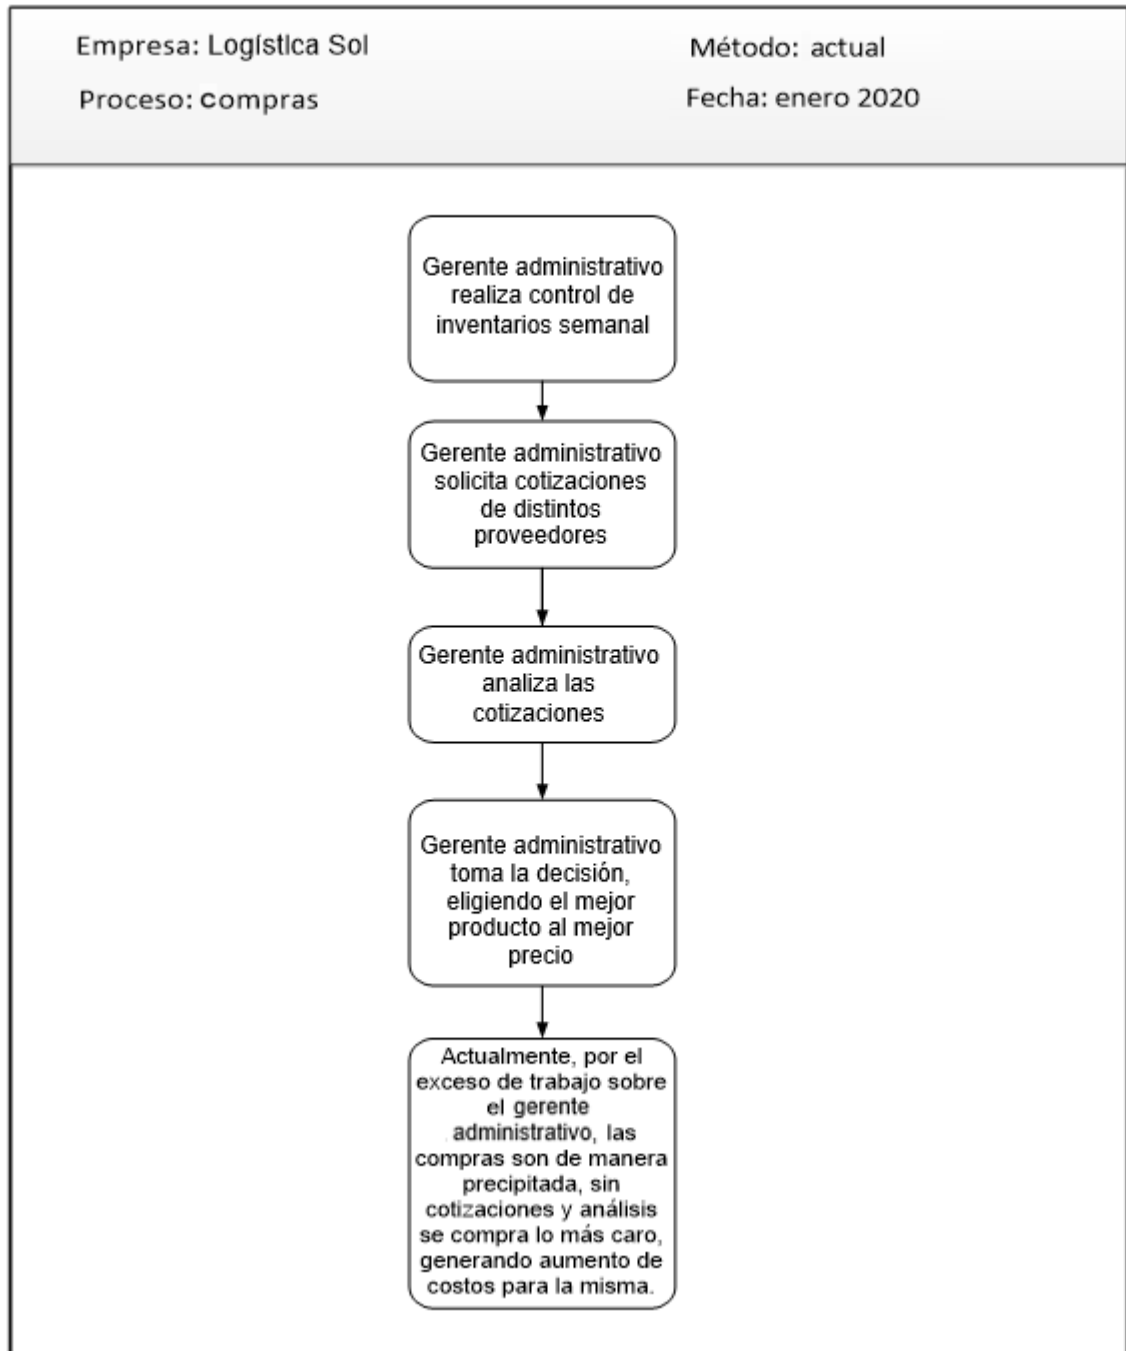 Empresa: Logística Sol
Método: actual
Proceso: Compras
Fecha: enero 2020
Gerente administrativo
realiza control de
inventarios semanal
Gerente administrativo
solicita cotizaciones
de distintos
proveedores
Gerente administrativo
analiza las
cotizaciones
Gerente administrativo
toma la decisión,
eligiendo el mejor
producto al mejor
precio
Actualmente, por el
exceso de trabajo sobre
el gerente
administrativo, las
compras son de manera
precipitada, sin
cotizaciones y análisis
se compra lo más caro,
generando aumento de
costos para la misma.